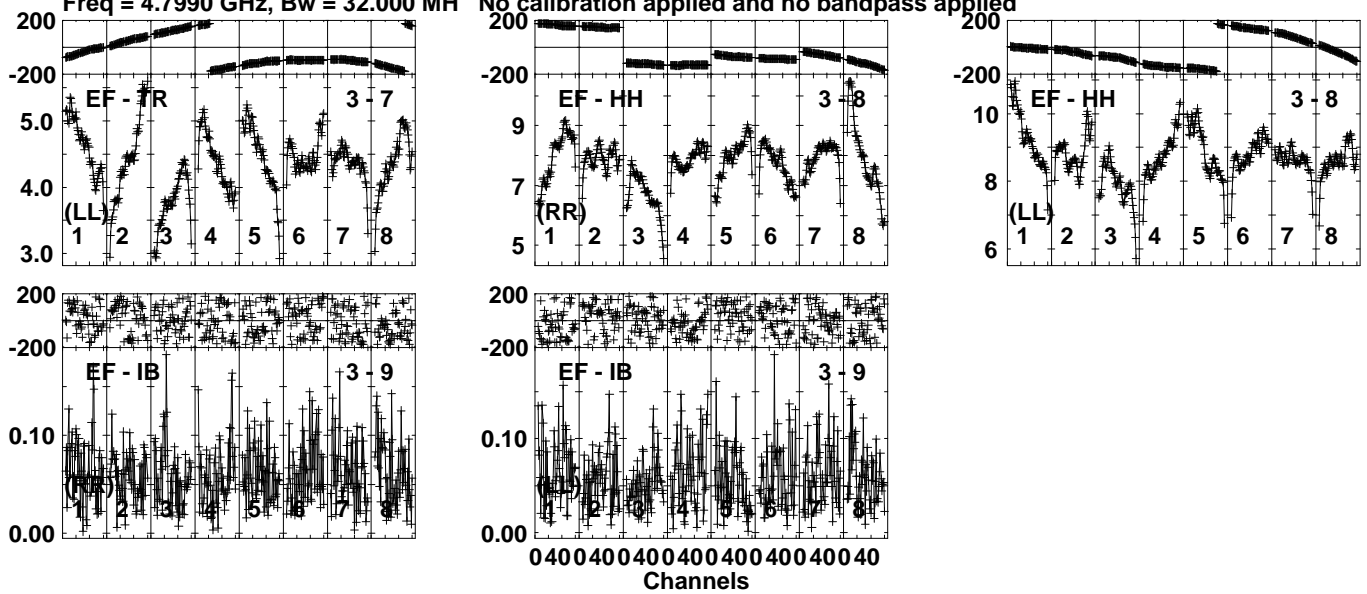 Freq = 4.7990 GHz, Bw = 32.000 MH No calibration applied and no bandpass applied
200
-200
EF - TR 3 - 7
5.0
4.0
3.0
(LL)
1 2 3 4 5 6 7 8
200
-200
EF - HH 3 - 8
9
7
5
(RR)
1 2 3 4 5 6 7 8
200
-200
EF - HH 3 - 8
10
8
6
(LL)
1 2 3 4 5 6 7 8
200
-200
EF - IB 3 - 9
0.10
0.00
(RR)
1 2 3 4 5 6 7 8
200
-200
EF - IB 3 - 9
0.10
0.00
(LL)
1 2 3 4 5 6 7 8
0 40 0 40 0 40 0 40 0 40 0 40 0 40 0 40
Channels